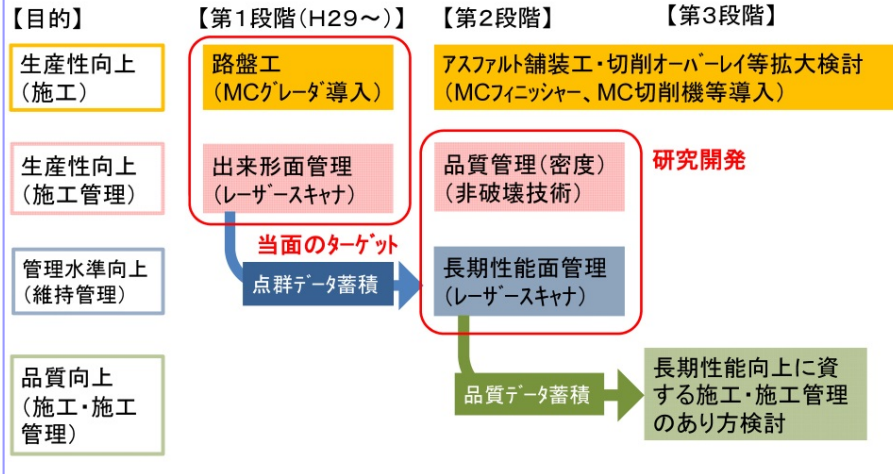 【目的】
【第1段階(H29～)】
【第2段階】
【第3段階】
生産性向上
(施工)
路盤工
(MCグレーダ導入)
アスファルト舗装工・切削オーバーレイ等拡大検討
(MCフィニッシャー、MC切削機等導入)
生産性向上
(施工管理)
出来形面管理
(レーザースキャナ)
品質管理(密度)
(非破壊技術)
研究開発
当面のターゲット
管理水準向上
(維持管理)
点群データ蓄積
長期性能面管理
(レーザースキャナ)
品質向上
(施工・施工
管理)
品質データ蓄積
長期性能向上に資
する施工・施工管理
のあり方検討